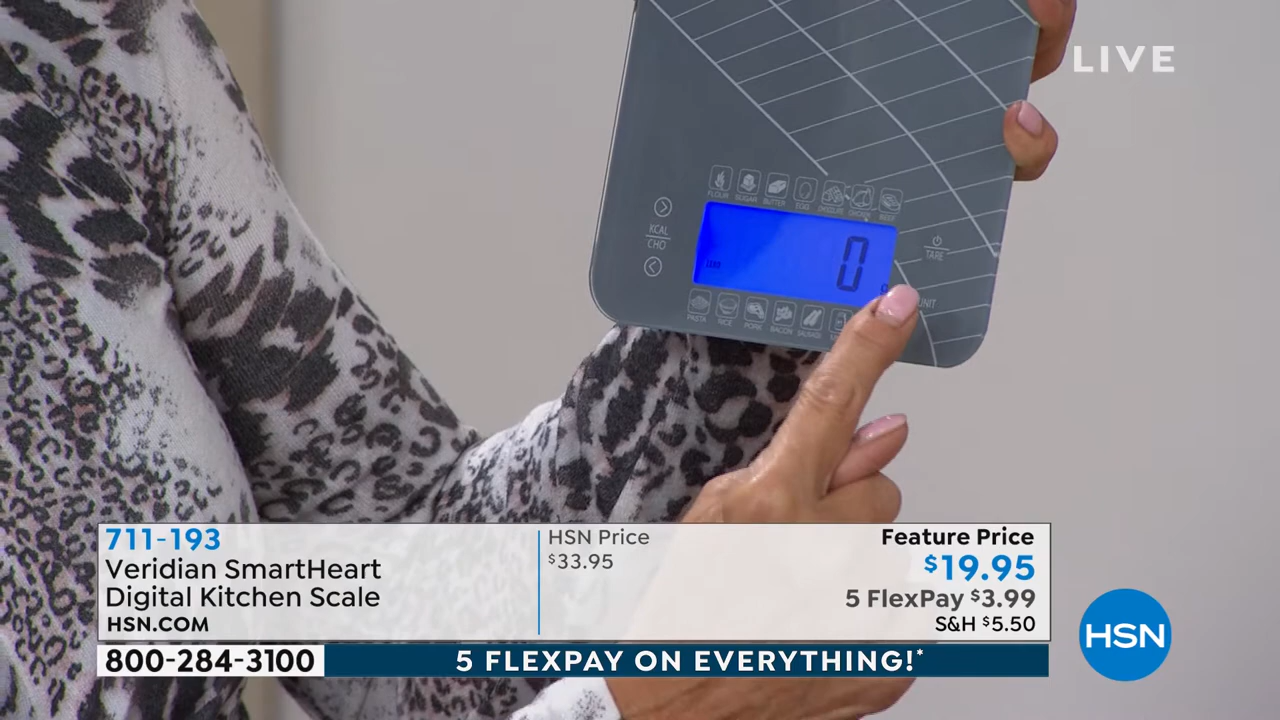 LIVE
FLOUR SUGAR BUTTER EGG CHICKEN BEEF
KCAL
CHO
TARE
ZERO
0
UNIT
PASTA RICE PORK BACON SAUSAGE
711-193
Veridian SmartHeart
Digital Kitchen Scale
HSN.COM
HSN Price
$33.95
Feature Price
$19.95
5 FlexPay $3.99
S&H $5.50
HSN
800-284-3100
5 FLEXPAY ON EVERYTHING!*